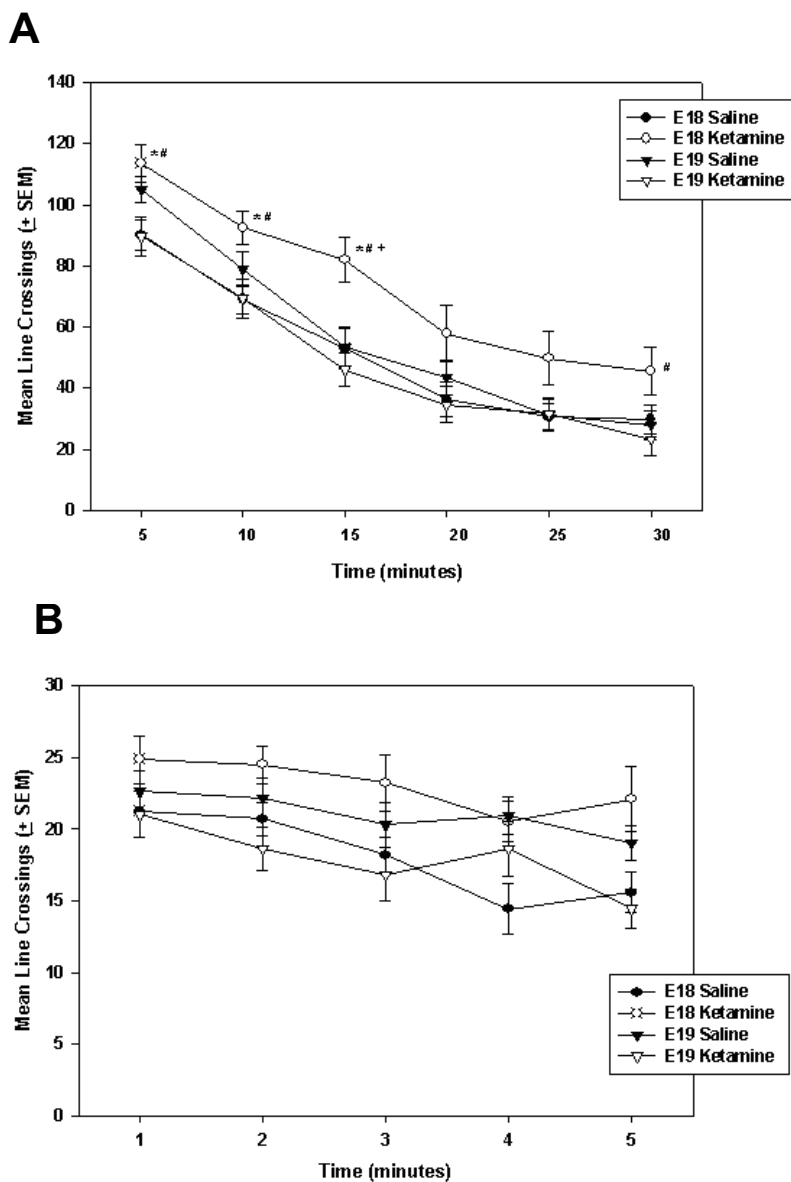 A
140
120
100
80
60
40
20
0
Mean Line Crossings (± SEM)
*#
*#
*# +
#
E18 Saline
E18 Ketamine
E19 Saline
E19 Ketamine
5 10 15 20 25 30
Time (minutes)
B
30
25
20
15
10
5
0
Mean Line Crossings (± SEM)
E18 Saline
E18 Ketamine
E19 Saline
E19 Ketamine
1 2 3 4 5
Time (minutes)